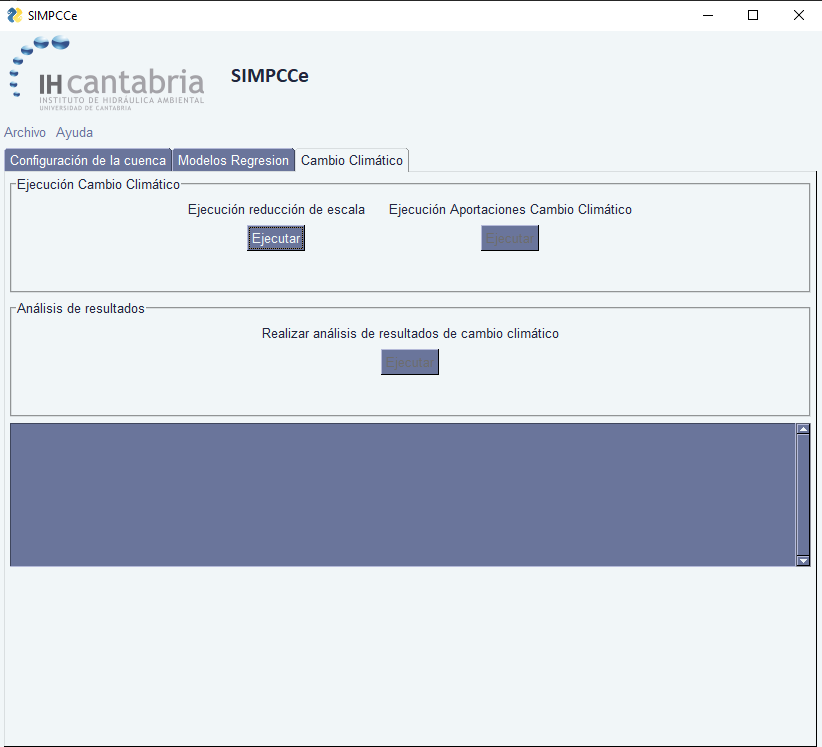 SIMPCCe
IHcantabria
INSTITUTO DE HIDRÁULICA AMBIENTAL
UNIVERSIDAD DE CANTABRIA
SIMPCCe
Archivo Ayuda
Configuración de la cuenca Modelos Regresion Cambio Climático
Ejecución Cambio Climático
Ejecución reducción de escala Ejecución Aportaciones Cambio Climático
Ejecutar Ejecutar
Análisis de resultados
Realizar análisis de resultados de cambio climático
Ejecutar